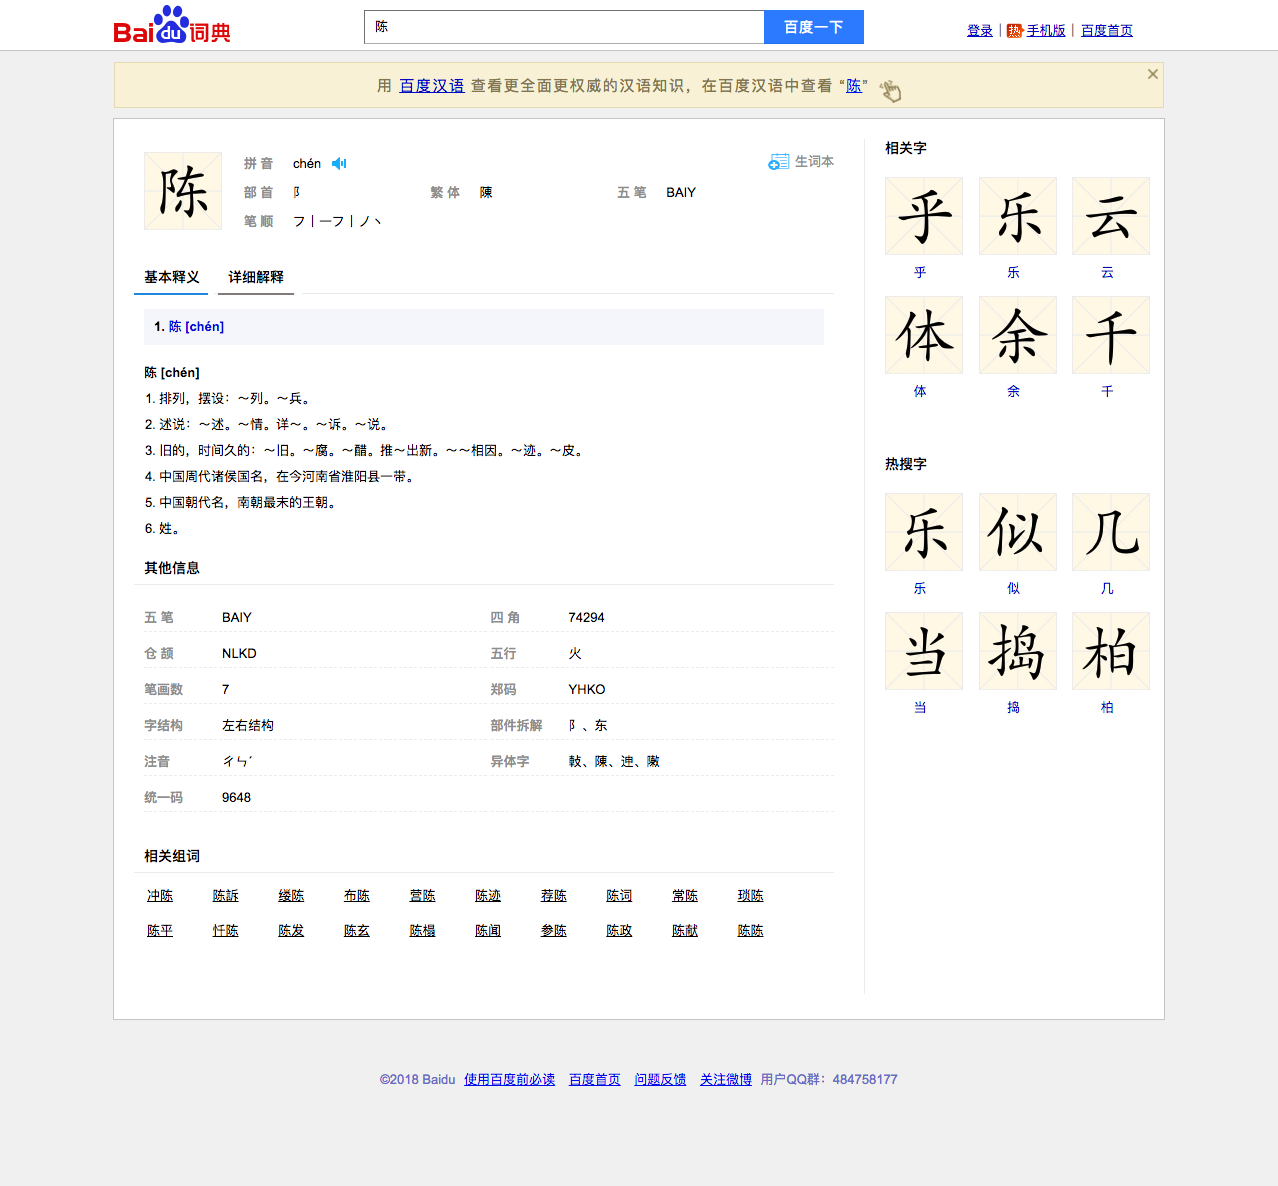 Bai du 词典
陈
百度一下
登录 | 热 手机版 | 百度首页
用 百度汉语 查看更全面更权威的汉语知识，在百度汉语中查看 “陈”
陈
拼 音 chén
生词本
部 首 阝 繁 体 陳 五 笔 BAIY
笔 顺 フ丨一フ丨ノ丶
基本释义 详细解释
1. 陈 [chén]
陈 [chén]
1. 排列，摆设：～列。～兵。
2. 述说：～述。～情。详～。～诉。～说。
3. 旧的，时间久的：～旧。～腐。～醋。推～出新。～～相因。～迹。～皮。
4. 中国周代诸侯国名，在今河南省淮阳县一带。
5. 中国朝代名，南朝最末的王朝。
6. 姓。
其他信息
五 笔 BAIY 四 角 74294
仓 颉 NLKD 五行 火
笔画数 7 郑码 YHKO
字结构 左右结构 部件拆解 阝、东
注音 ㄔㄣˊ 异体字 敶、陳、迧、敶
统一码 9648
相关组词
冲陈 陈訴 缕陈 布陈 营陈 陈迹 荐陈 陈词 常陈 琐陈
陈平 忏陈 陈发 陈玄 陈榻 陈闻 参陈 陈政 陈献 陈陈
相关字
乎 乐 云
乎 乐 云
体 余 千
体 余 千
热搜字
乐 似 几
乐 似 几
当 捣 柏
当 捣 柏
©2018 Baidu 使用百度前必读 百度首页 问题反馈 关注微博 用户QQ群：484758177